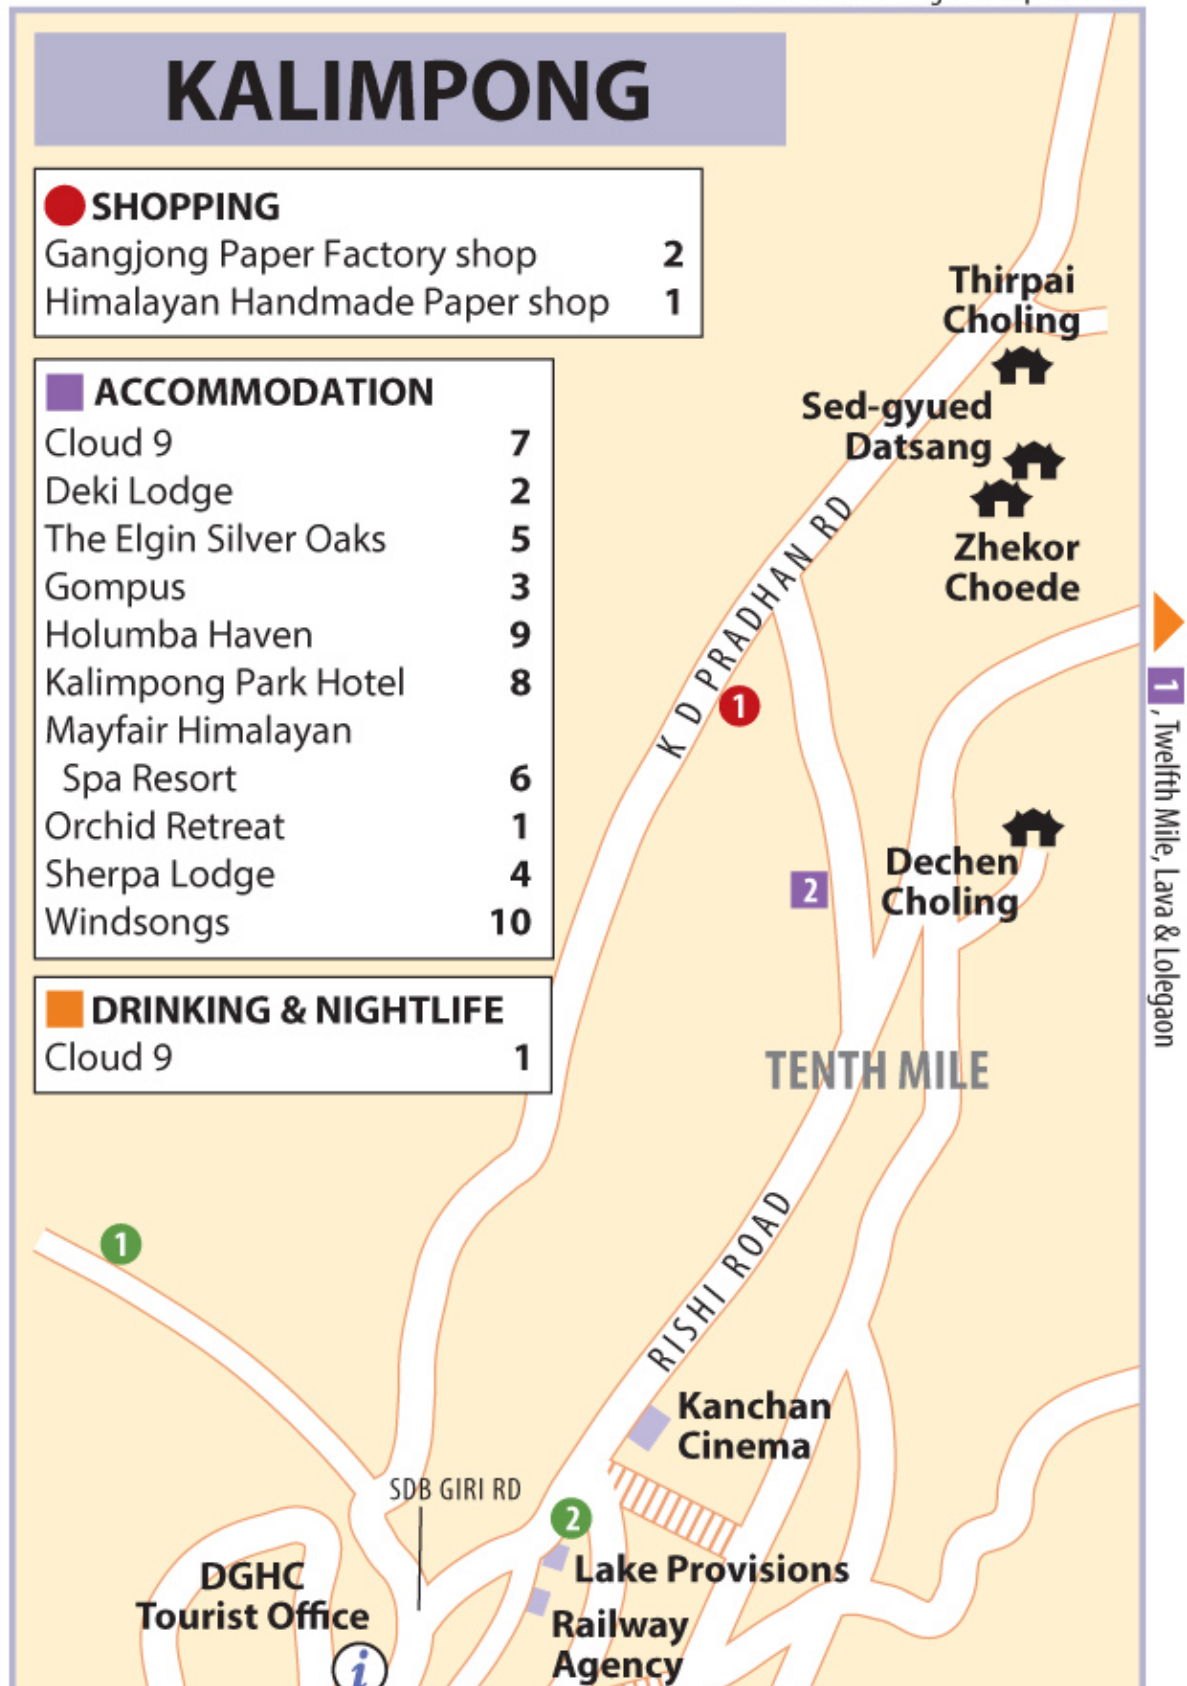 KALIMPONG
SHOPPING
Gangjong Paper Factory shop 2
Himalayan Handmade Paper shop 1
ACCOMMODATION
Cloud 9 7
Deki Lodge 2
The Elgin Silver Oaks 5
Gompus 3
Holumba Haven 9
Kalimpong Park Hotel 8
Mayfair Himalayan
Spa Resort 6
Orchid Retreat 1
Sherpa Lodge 4
Windsongs 10
DRINKING & NIGHTLIFE
Cloud 9 1
Thirpai
Choling
Sed-gyued
Datsang
Zhekor
Choede
K D PRADHAN RD
1
1, Twelfth Mile, Lava & Lolegaon
Dechen
Choling
2
TENTH MILE
1
RISHI ROAD
Kanchan
Cinema
SDB GIRI RD
2
Lake Provisions
DGHC
Tourist Office
i
Railway
Agency